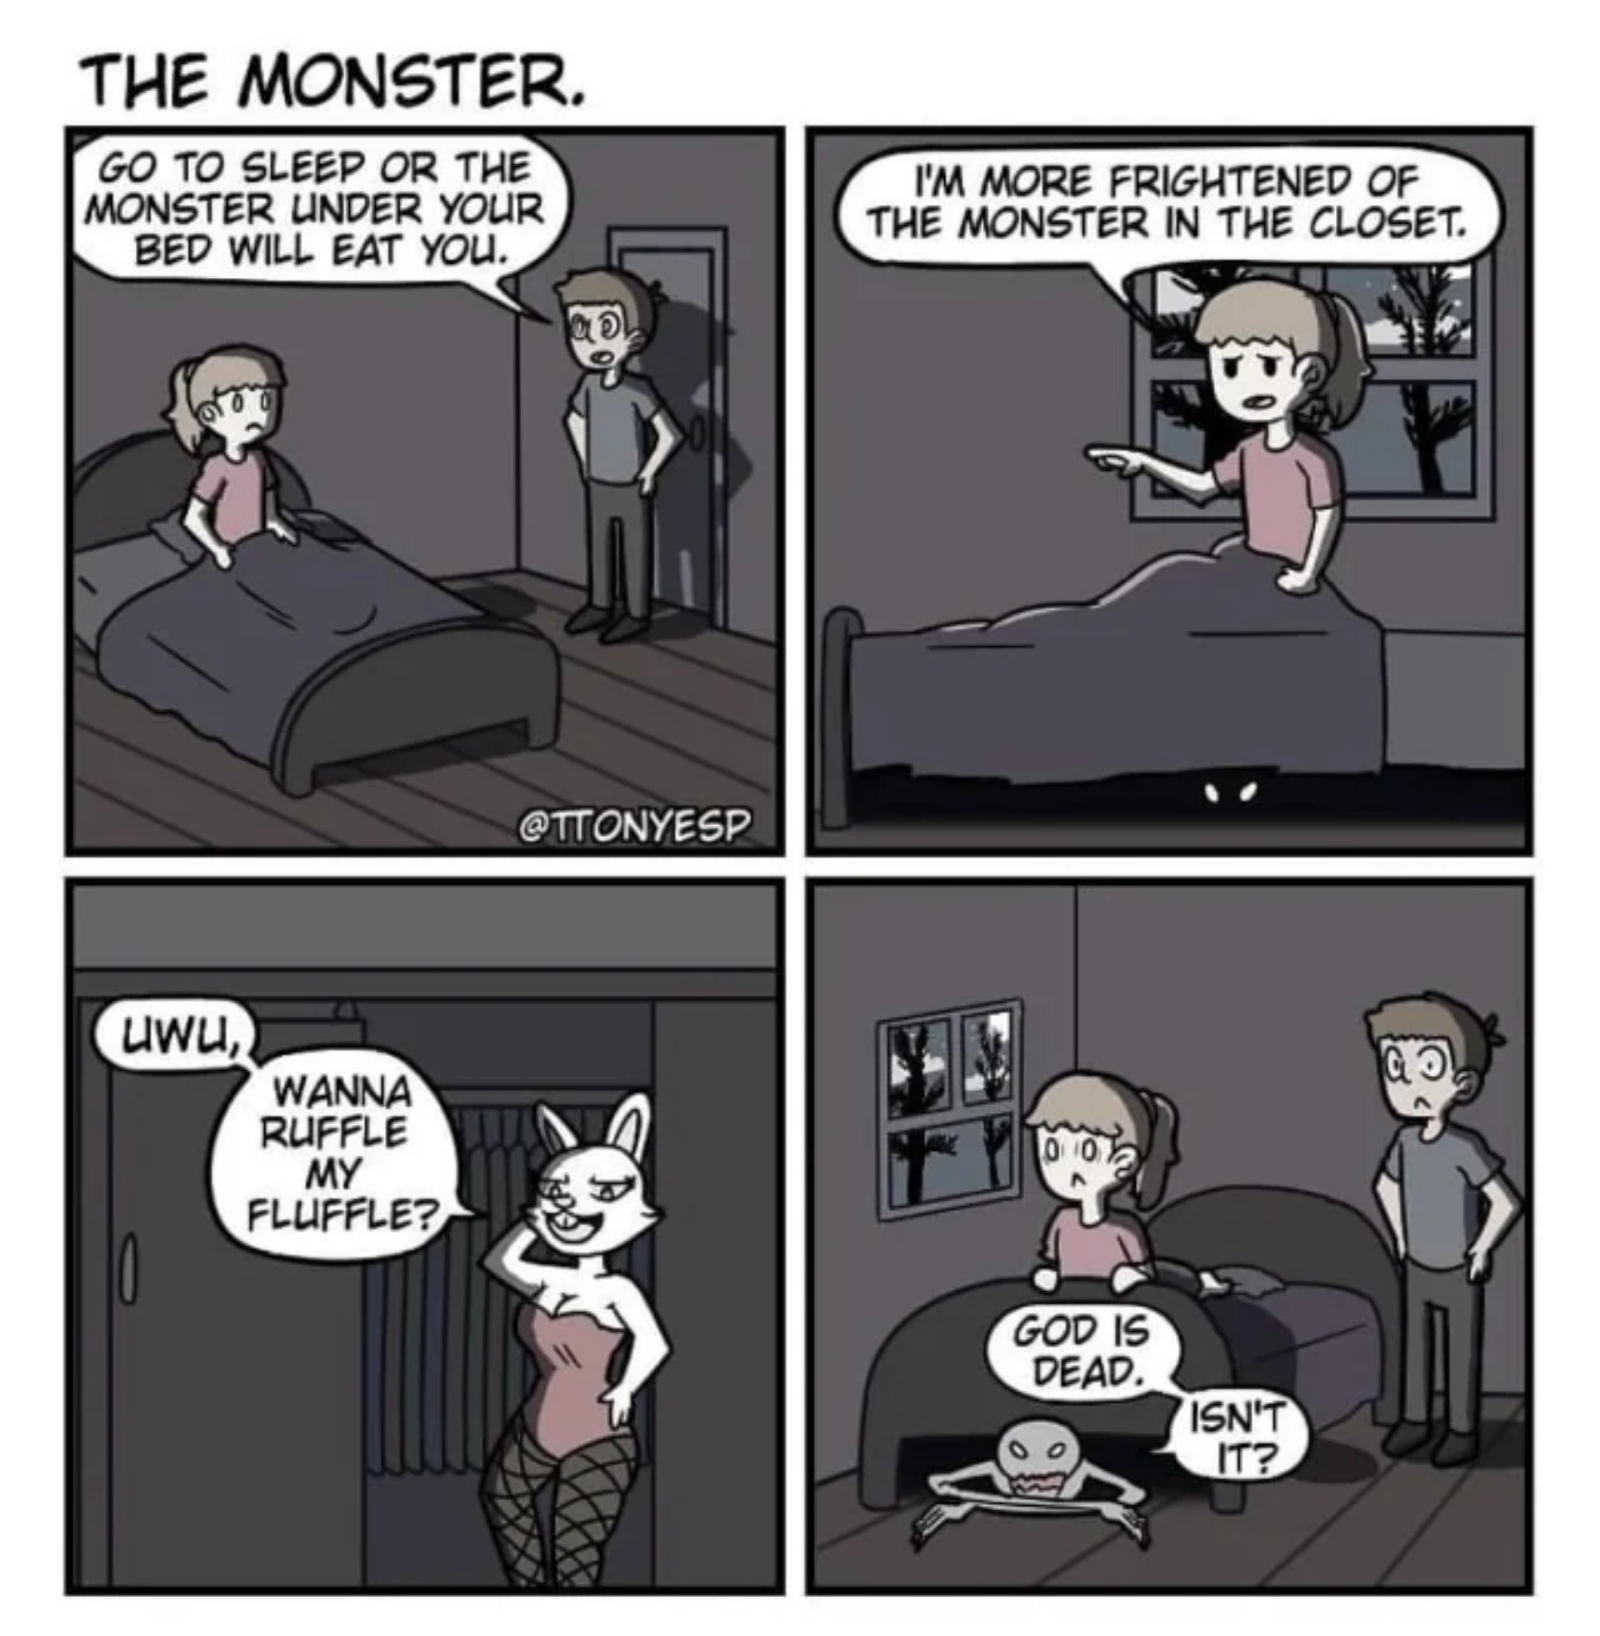 THE MONSTER.
GO TO SLEEP OR THE
MONSTER UNDER YOUR
BED WILL EAT YOU.
@TTONYESP
I'M MORE FRIGHTENED OF
THE MONSTER IN THE CLOSET.
UWU,
WANNA
RUFFLE
MY
FLUFFLE?
GOD IS
DEAD.
ISN'T
IT?